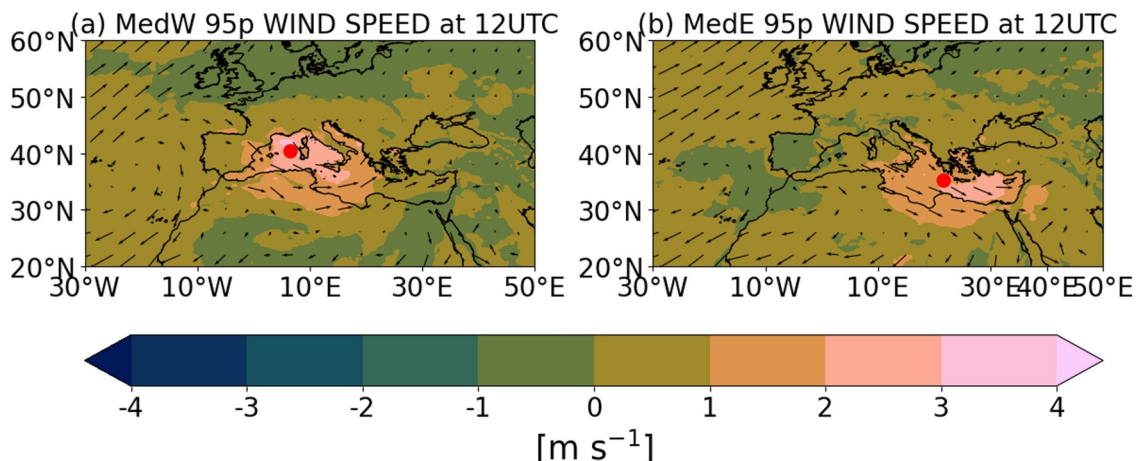 (a) MedW 95p WIND SPEED at 12UTC (b) MedE 95p WIND SPEED at 12UTC
60°N 60°N
50°N 50°N
40°N 40°N
30°N 30°N
20°N 20°N
30°W 10°W 10°E 30°E 50°E 30°W 10°W 10°E 30°E 40°E 50°E
-4 -3 -2 -1 0 1 2 3 4
[m s⁻¹]